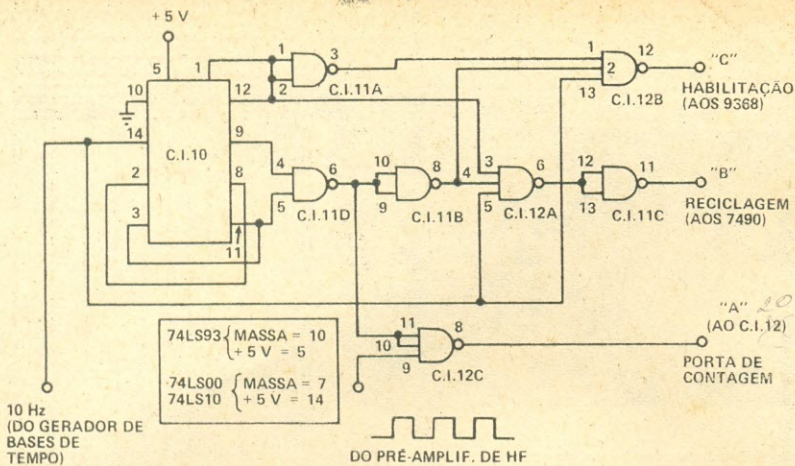 + 5 V
5
1
10
12
14
C.I.10
9
2
8
3
11
1
3
2
C.I.11A
4
6
5
C.I.11D
10
8
9
C.I.11B
3
6
4
5
C.I.12A
1
12
2
13
C.I.12B
"C"
HABILITAÇÃO
(AOS 9368)
12
11
13
C.I.11C
"B"
RECICLAGEM
(AOS 7490)
11
8
10
9
C.I.12C
"A"
(AO C.I.12)
PORTA DE
CONTAGEM
74LS93 { MASSA = 10
+ 5 V = 5
74LS00
74LS10 { MASSA = 7
+ 5 V = 14
10 Hz
(DO GERADOR DE
BASES DE
TEMPO)
DO PRÉ-AMPLIF. DE HF